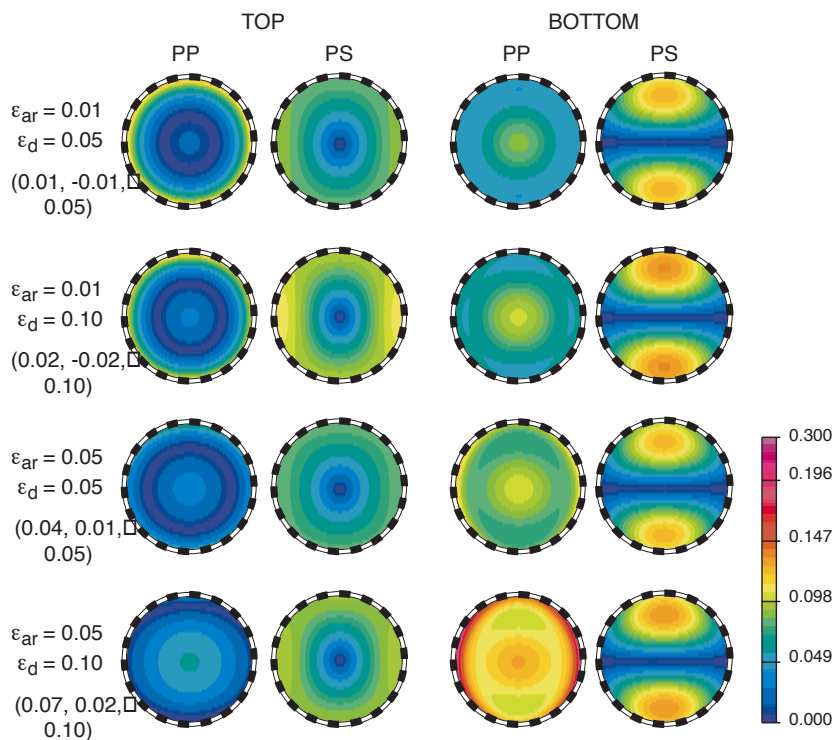 TOP BOTTOM
PP PS PP PS
εar = 0.01
εd = 0.05
(0.01, -0.01,□
0.05)
εar = 0.01
εd = 0.10
(0.02, -0.02,□
0.10)
εar = 0.05
εd = 0.05
(0.04, 0.01,□
0.05)
εar = 0.05
εd = 0.10
(0.07, 0.02,□
0.10)
0.300
0.196
0.147
0.098
0.049
0.000